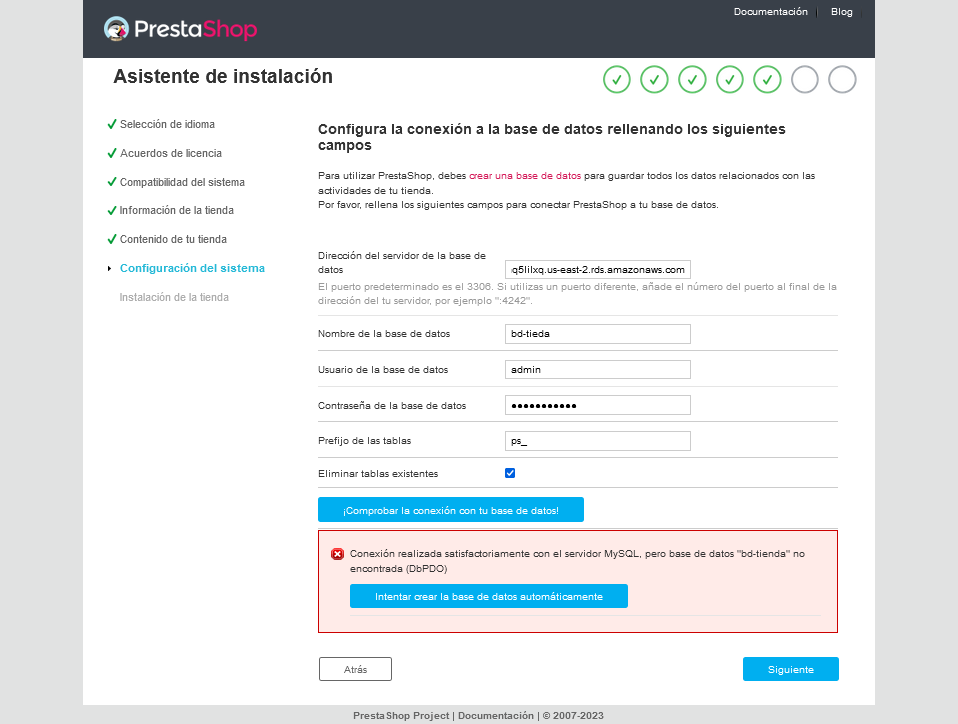 Documentación | Blog
PrestaShop
Asistente de instalación
Selección de idioma
Acuerdos de licencia
Compatibilidad del sistema
Información de la tienda
Contenido de tu tienda
Configuración del sistema
Instalación de la tienda
Configura la conexión a la base de datos rellenando los siguientes
campos
Para utilizar PrestaShop, debes crear una base de datos para guardar todos los datos relacionados con las
actividades de tu tienda.
Por favor, rellena los siguientes campos para conectar PrestaShop a tu base de datos.
Dirección del servidor de la base de
datos
.us-east-2.rds.amazonaws.com
El puerto predeterminado es el 3306. Si utilizas un puerto diferente, añade el número del puerto al final de la
dirección del tu servidor, por ejemplo ":4242".
Nombre de la base de datos bd-tieda
Usuario de la base de datos admin
Contraseña de la base de datos •••••••••••
Prefijo de las tablas ps_
Eliminar tablas existentes
¡Comprobar la conexión con tu base de datos!
Conexión realizada satisfactoriamente con el servidor MySQL, pero base de datos "bd-tienda" no
encontrada (DbPDO)
Intentar crear la base de datos automáticamente
Atrás Siguiente
PrestaShop Project | Documentación | © 2007-2023